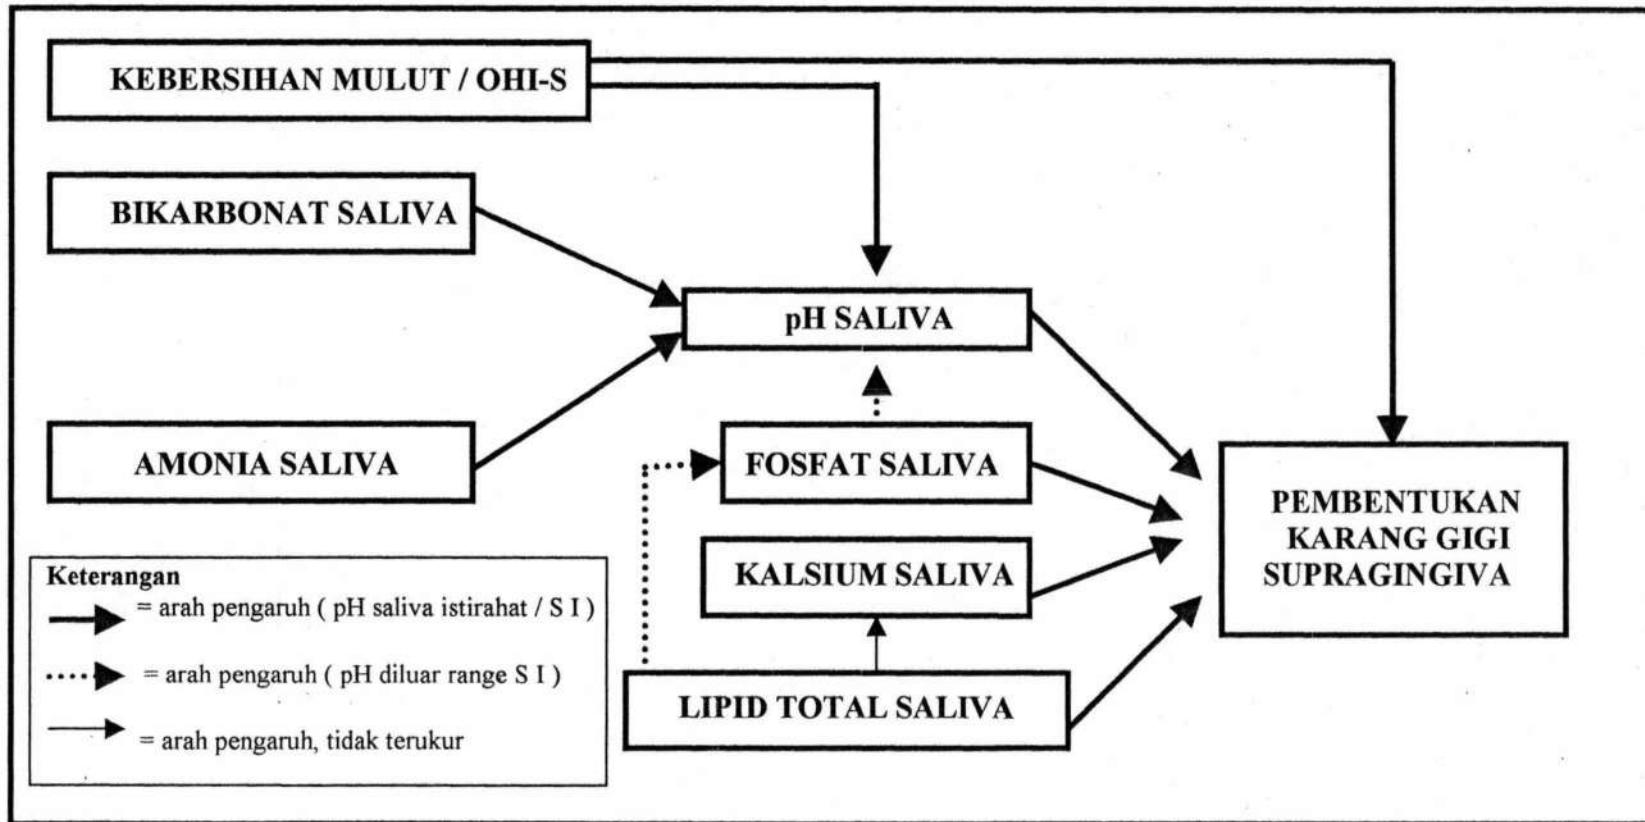 KEBERSIHAN MULUT / OHI-S
BIKARBONAT SALIVA
pH SALIVA
AMONIA SALIVA
FOSFAT SALIVA
KALSIUM SALIVA
LIPID TOTAL SALIVA
PEMBENTUKAN
KARANG GIGI
SUPRAGINGIVA
Keterangan
= arah pengaruh ( pH saliva istirahat / S I )
= arah pengaruh ( pH diluar range S I )
= arah pengaruh, tidak terukur